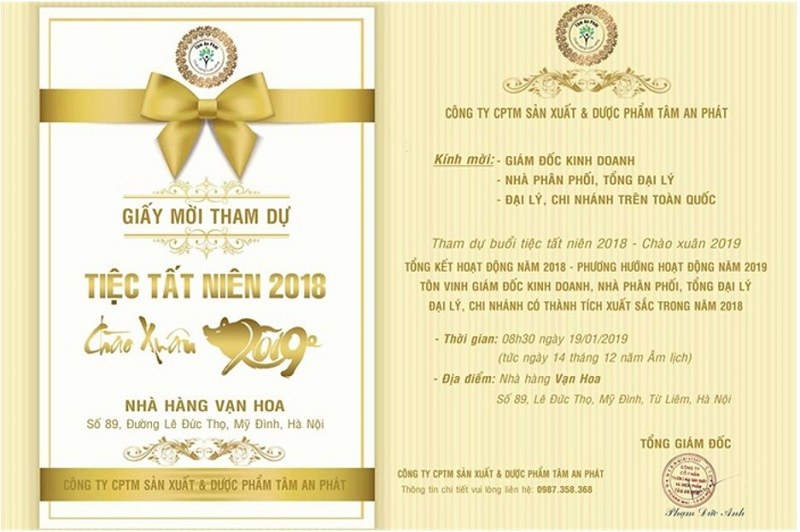 Tâm An Phát
GIẤY MỜI THAM DỰ
TIỆC TẤT NIÊN 2018
Chào Xuân 2019
NHÀ HÀNG VẠN HOA
Số 89, Đường Lê Đức Thọ, Mỹ Đình, Hà Nội
CÔNG TY CPTM SẢN XUẤT & DƯỢC PHẨM TÂM AN PHÁT
Tâm An Phát
CÔNG TY CPTM SẢN XUẤT & DƯỢC PHẨM TÂM AN PHÁT
Kính mời: - GIÁM ĐỐC KINH DOANH
- NHÀ PHÂN PHỐI, TỔNG ĐẠI LÝ
- ĐẠI LÝ, CHI NHÁNH TRÊN TOÀN QUỐC
Tham dự buổi tiệc tất niên 2018 - Chào xuân 2019
TỔNG KẾT HOẠT ĐỘNG NĂM 2018 - PHƯƠNG HƯỚNG HOẠT ĐỘNG NĂM 2019
TÔN VINH GIÁM ĐỐC KINH DOANH, NHÀ PHÂN PHỐI, TỔNG ĐẠI LÝ
ĐẠI LÝ, CHI NHÁNH CÓ THÀNH TÍCH XUẤT SẮC TRONG NĂM 2018
- Thời gian: 08h30 ngày 19/01/2019
(tức ngày 14 tháng 12 năm Âm lịch)
- Địa điểm: Nhà hàng Vạn Hoa
Số 89, Lê Đức Thọ, Mỹ Đình, Từ Liêm, Hà Nội
TỔNG GIÁM ĐỐC
CÔNG TY
CỔ PHẦN
Phạm Đức Anh
CÔNG TY CPTM SẢN XUẤT & DƯỢC PHẨM TÂM AN PHÁT
Thông tin chi tiết vui lòng liên hệ: 0987.358.368